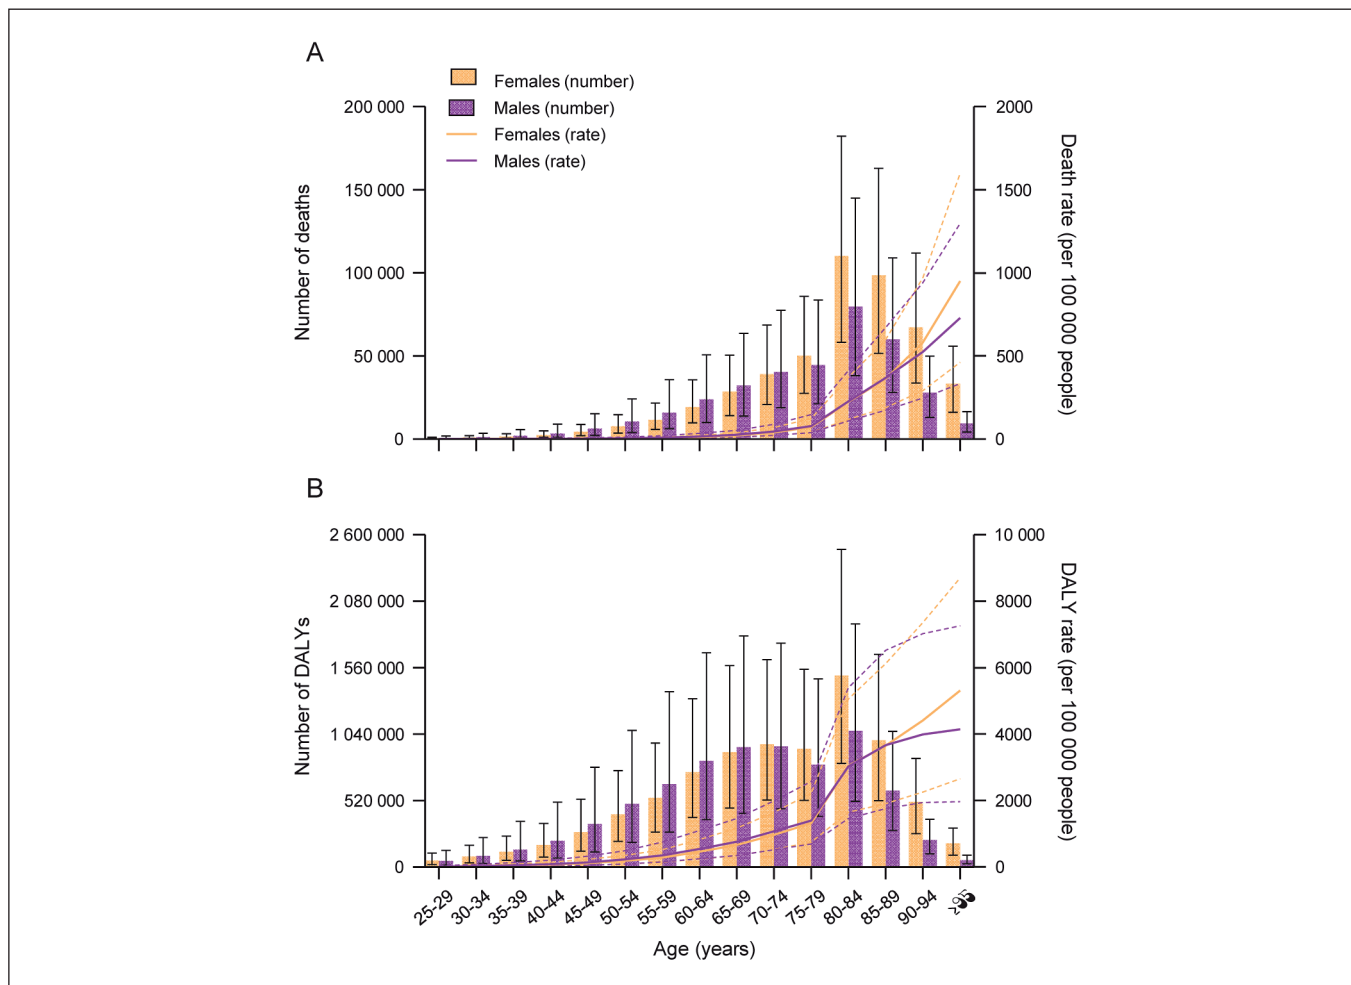 A
Females (number)
Males (number)
Females (rate)
Males (rate)
200 000
150 000
100 000
50 000
0
Number of deaths
2000
1500
1000
500
0
Death rate (per 100 000 people)
B
2 600 000
2 080 000
1 560 000
1 040 000
520 000
0
Number of DALYs
10 000
8000
6000
4000
2000
0
DALY rate (per 100 000 people)
25-29
30-34
35-39
40-44
45-49
50-54
55-59
60-64
65-69
70-74
75-79
80-84
85-89
90-94
≥95
Age (years)